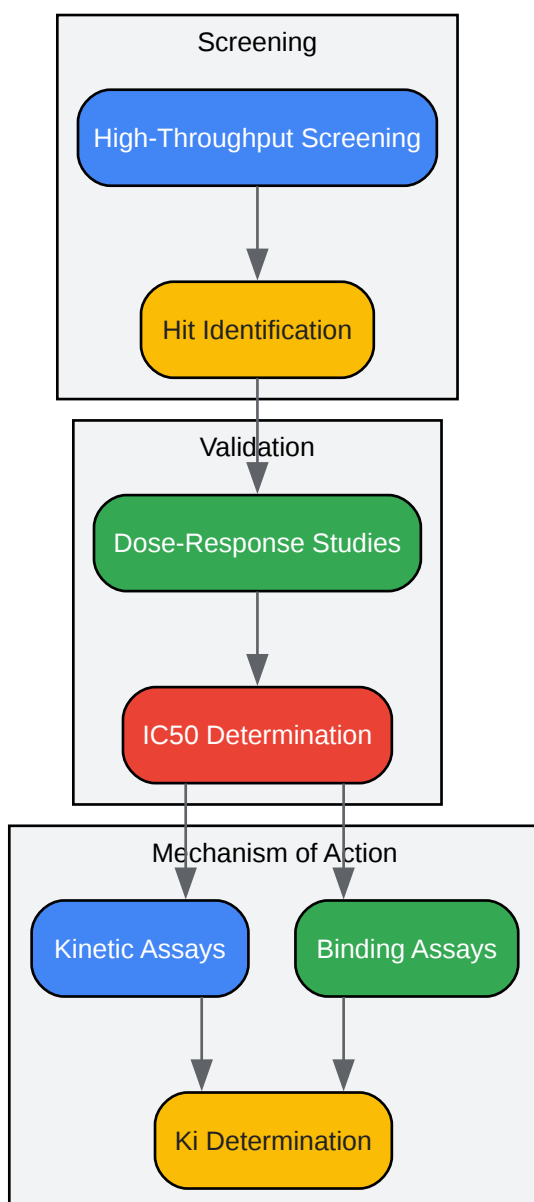 Screening
High-Throughput Screening
Hit Identification
Validation
Dose-Response Studies
IC50 Determination
Mechanism of Action
Kinetic Assays
Binding Assays
Ki Determination